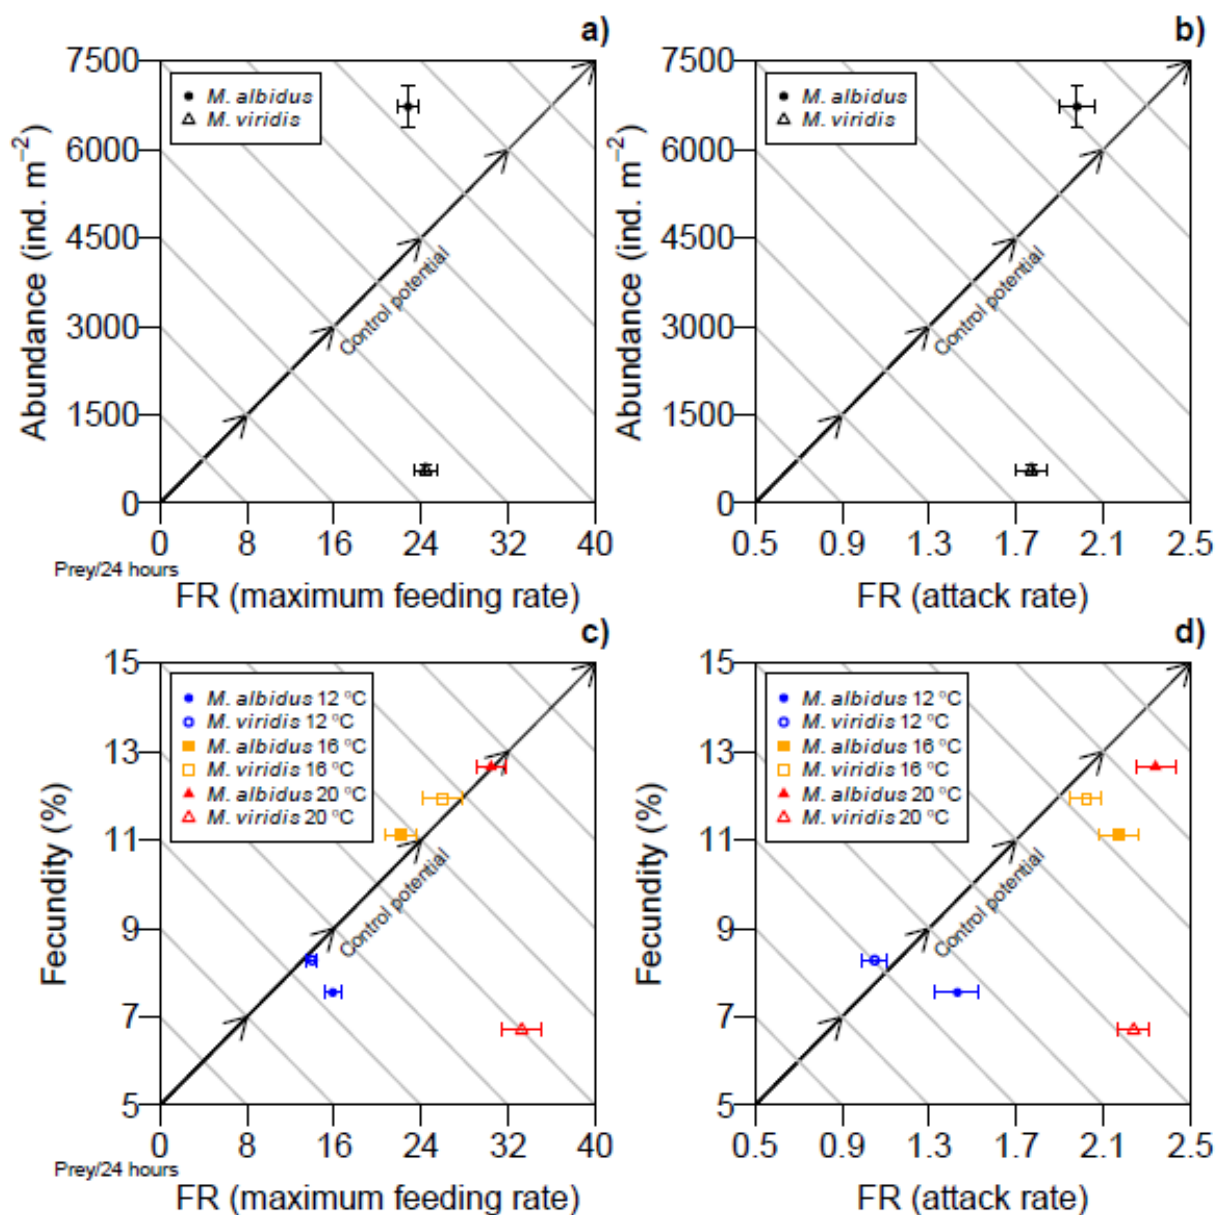 a)
7500
6000
4500
3000
1500
0
Abundance (ind. m⁻²)
M. albidus
M. viridis
Control potential
0 8 16 24 32 40
Prey/24 hours
FR (maximum feeding rate)
b)
7500
6000
4500
3000
1500
0
Abundance (ind. m⁻²)
M. albidus
M. viridis
Control potential
0.5 0.9 1.3 1.7 2.1 2.5
FR (attack rate)
c)
15
13
11
9
7
5
Fecundity (%)
M. albidus 12 °C
M. viridis 12 °C
M. albidus 16 °C
M. viridis 16 °C
M. albidus 20 °C
M. viridis 20 °C
Control potential
0 8 16 24 32 40
Prey/24 hours
FR (maximum feeding rate)
d)
15
13
11
9
7
5
Fecundity (%)
M. albidus 12 °C
M. viridis 12 °C
M. albidus 16 °C
M. viridis 16 °C
M. albidus 20 °C
M. viridis 20 °C
Control potential
0.5 0.9 1.3 1.7 2.1 2.5
FR (attack rate)